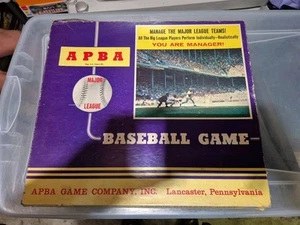 MANAGE THE MAJOR LEAGUE TEAMS!
All The Big League Players Perform Individually—Realistically
YOU ARE MANAGER!
APBA
MAJOR
LEAGUE
BASEBALL GAME
APBA GAME COMPANY, INC. Lancaster, Pennsylvania